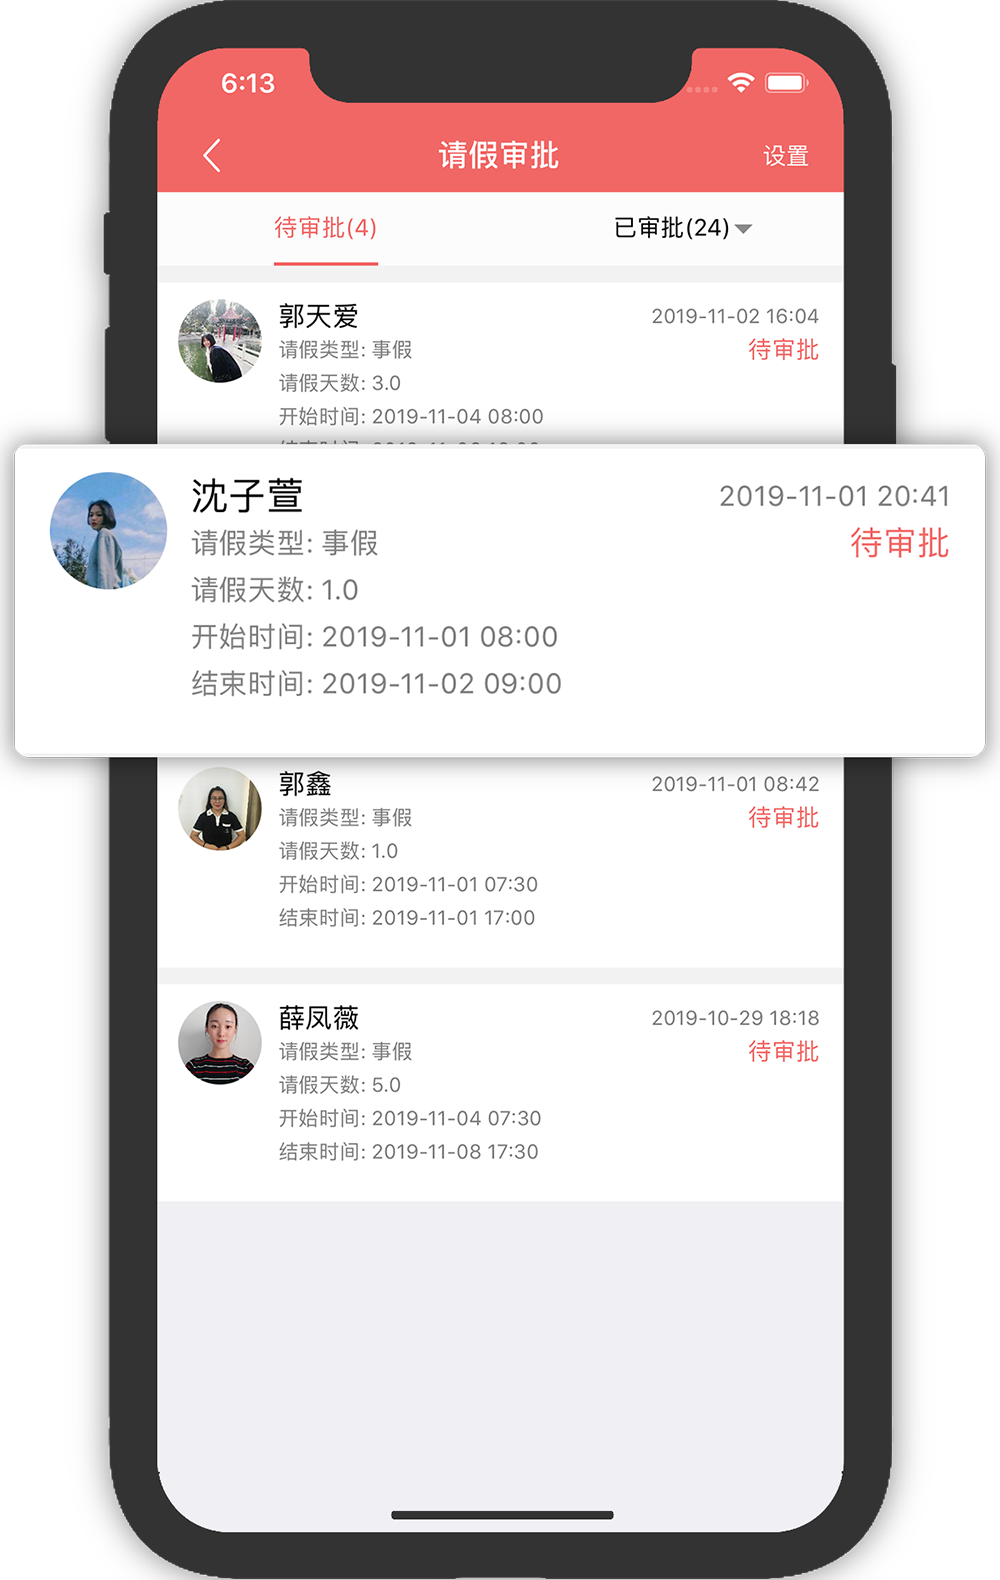 6:13
请假审批
设置
待审批(4)
已审批(24)
郭天爱
2019-11-02 16:04
请假类型: 事假
待审批
请假天数: 3.0
开始时间: 2019-11-04 08:00
沈子萱
2019-11-01 20:41
请假类型: 事假
待审批
请假天数: 1.0
开始时间: 2019-11-01 08:00
结束时间: 2019-11-02 09:00
郭鑫
2019-11-01 08:42
请假类型: 事假
待审批
请假天数: 1.0
开始时间: 2019-11-01 07:30
结束时间: 2019-11-01 17:00
薛凤薇
2019-10-29 18:18
请假类型: 事假
待审批
请假天数: 5.0
开始时间: 2019-11-04 07:30
结束时间: 2019-11-08 17:30